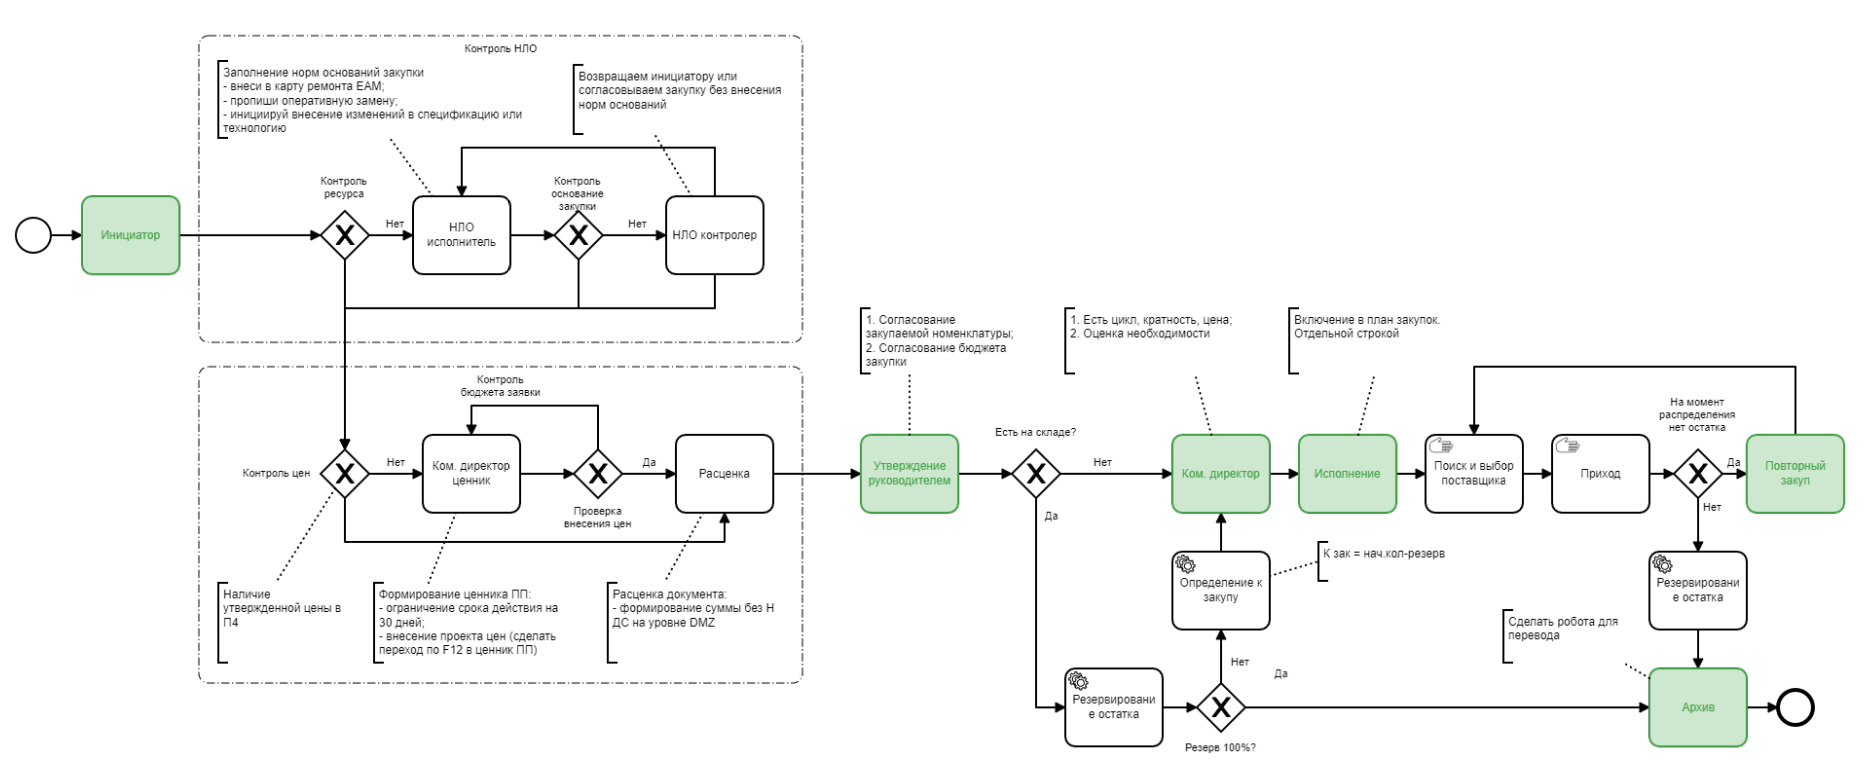 Контроль НЛО
Заполнение норм оснований закупки
- внеси в карту ремонта ЕАМ;
- пропиши оперативную замену;
- инициируй внесение изменений в спецификацию или
технологию
Возвращаем инициатору или
согласовываем закупку без внесения
норм оснований
Контроль
ресурса
Контроль
основание
закупки
Инициатор
Нет
НЛО
исполнитель
Нет
НЛО контролер
1. Согласование
закупаемой номенклатуры;
2. Согласование бюджета
закупки
1. Есть цикл, кратность, цена;
2. Оценка необходимости
Включение в план закупок.
Отдельной строкой
Контроль
бюджета заявки
На момент
распределения
нет остатка
Есть на складе?
Контроль цен
Нет
Ком. директор
ценник
Да
Расценка
Утверждение
руководителем
Нет
Ком. директор
Исполнение
Поиск и выбор
поставщика
Приход
Да
Повторный
закуп
Проверка
внесения цен
Да
Нет
К зак = нач.кол-резерв
Определение к
закупу
Резервировани
е остатка
Наличие
утвержденной цены в
П4
Формирование ценника ПП:
- ограничение срока действия на
30 дней;
- внесение проекта цен (сделать
переход по F12 в ценник ПП)
Расценка документа:
- формирование суммы без Н
ДС на уровне DMZ
Сделать робота для
перевода
Нет
Да
Резервировани
е остатка
Архив
Резерв 100%?